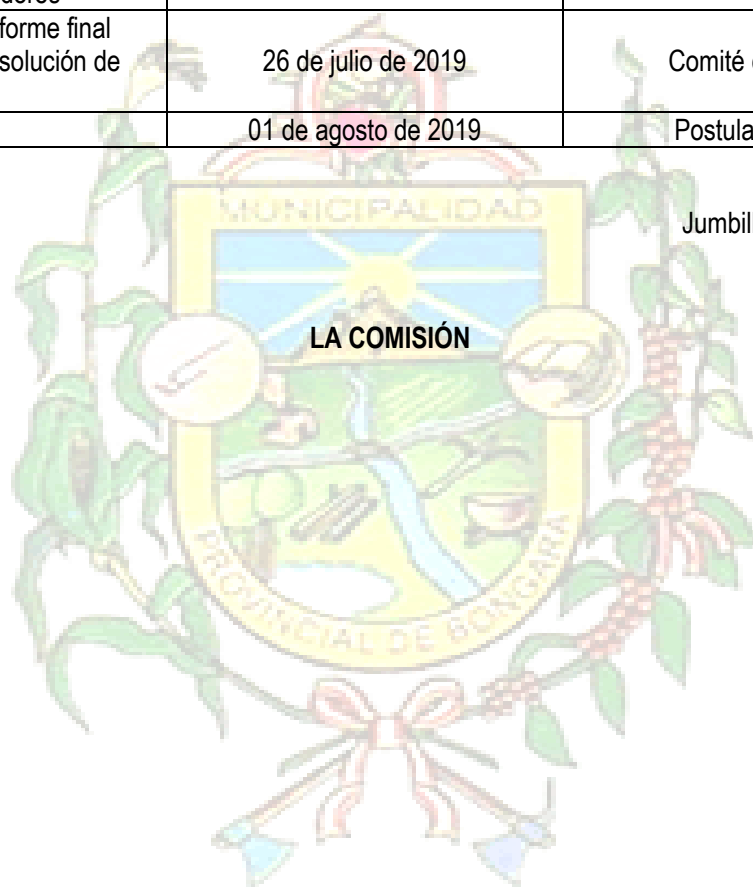 forme final
solución de
26 de julio de 2019
Comité
01 de agosto de 2019
Postula
Jumbil
MUNICIPALIDAD
LA COMISIÓN
PROVINCIAL DE BONGARA